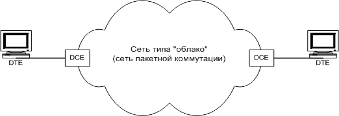 Сеть типа "облако"
(сеть пакетной коммутации)
DCE
DCE
DTE
DTE